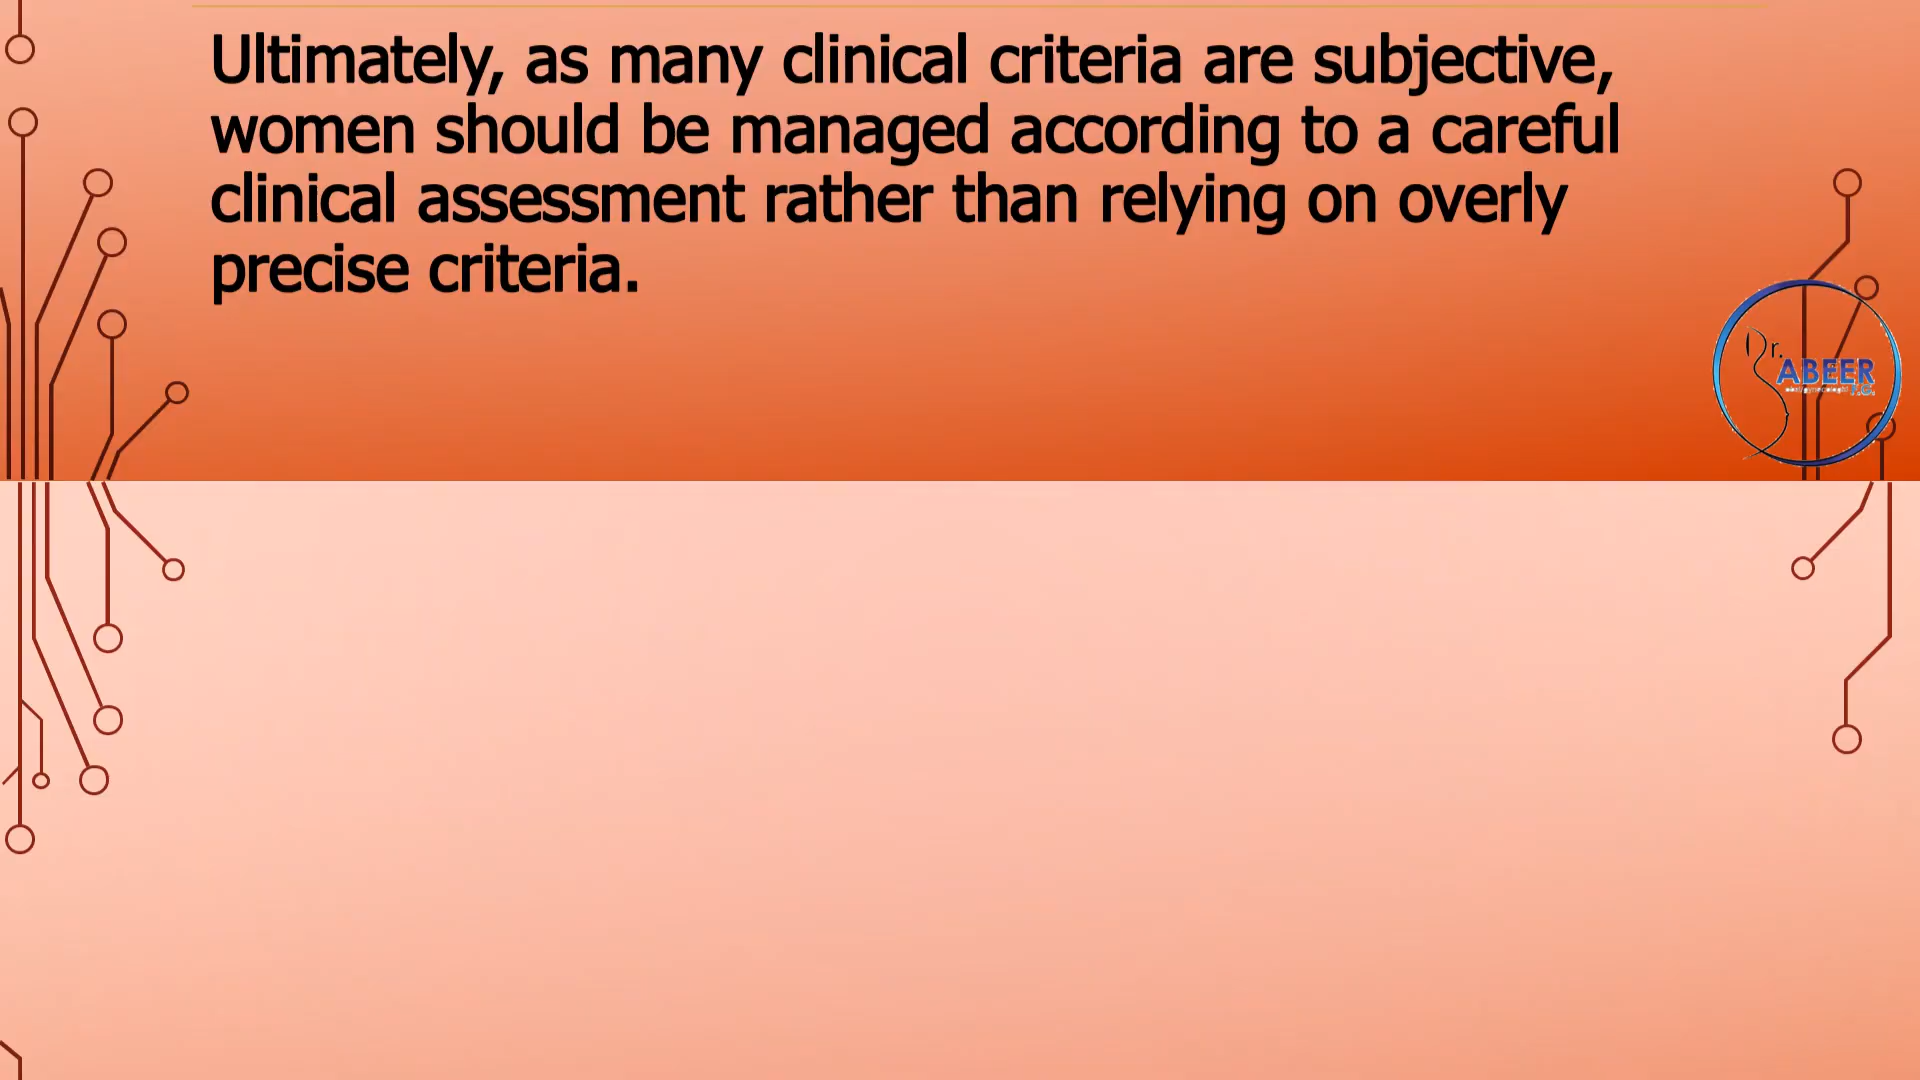 Ultimately, as many clinical criteria are subjective,
women should be managed according to a careful
clinical assessment rather than relying on overly
precise criteria.
Dr.
ABEER
F.G.